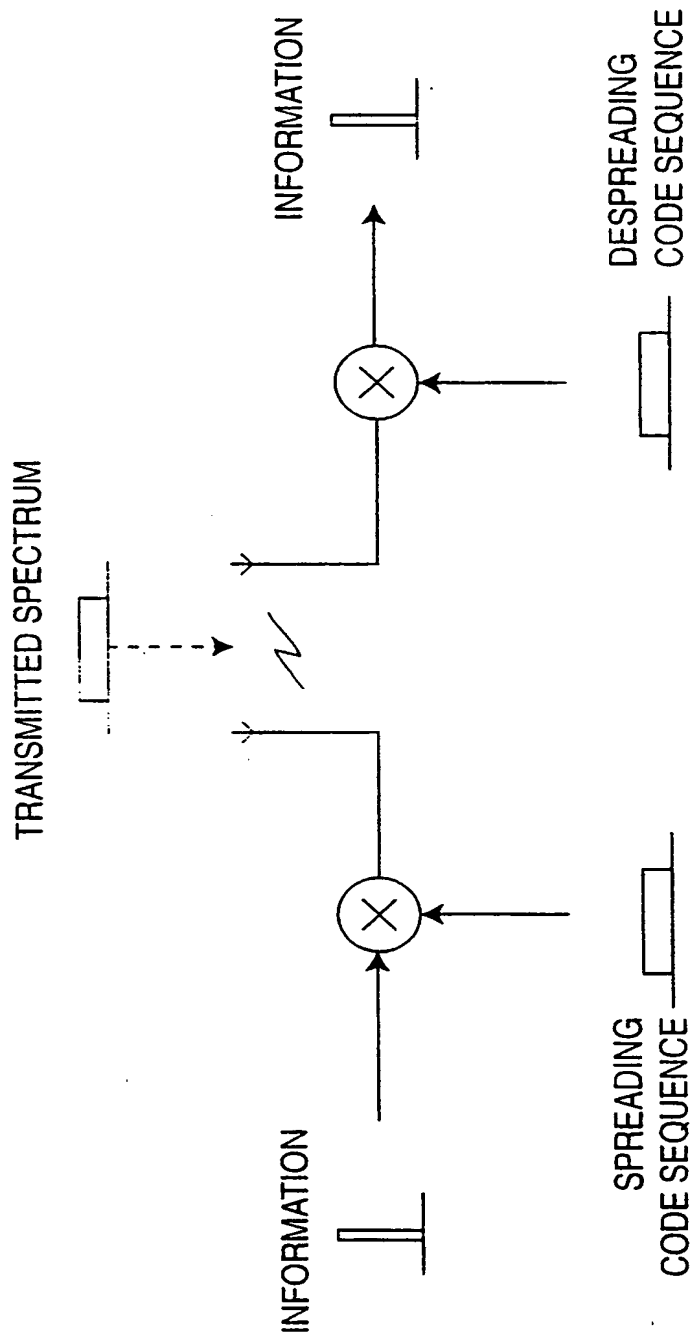 TRANSMITTED SPECTRUM
INFORMATION
INFORMATION
SPREADING
CODE SEQUENCE
DESPREADING
CODE SEQUENCE